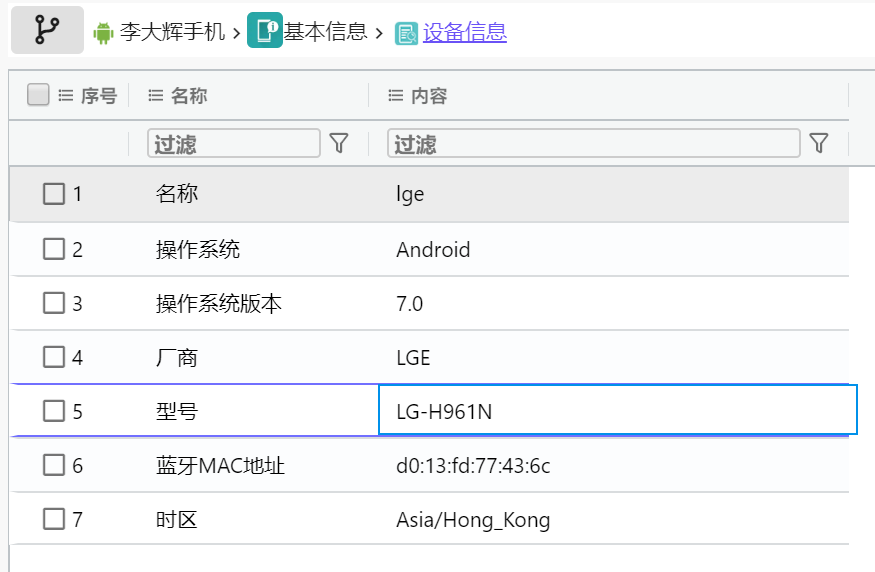 李大辉手机 > 基本信息 > 设备信息
序号 名称 内容
过滤 过滤
1 名称 lge
2 操作系统 Android
3 操作系统版本 7.0
4 厂商 LGE
5 型号 LG-H961N
6 蓝牙MAC地址 d0:13:fd:77:43:6c
7 时区 Asia/Hong_Kong